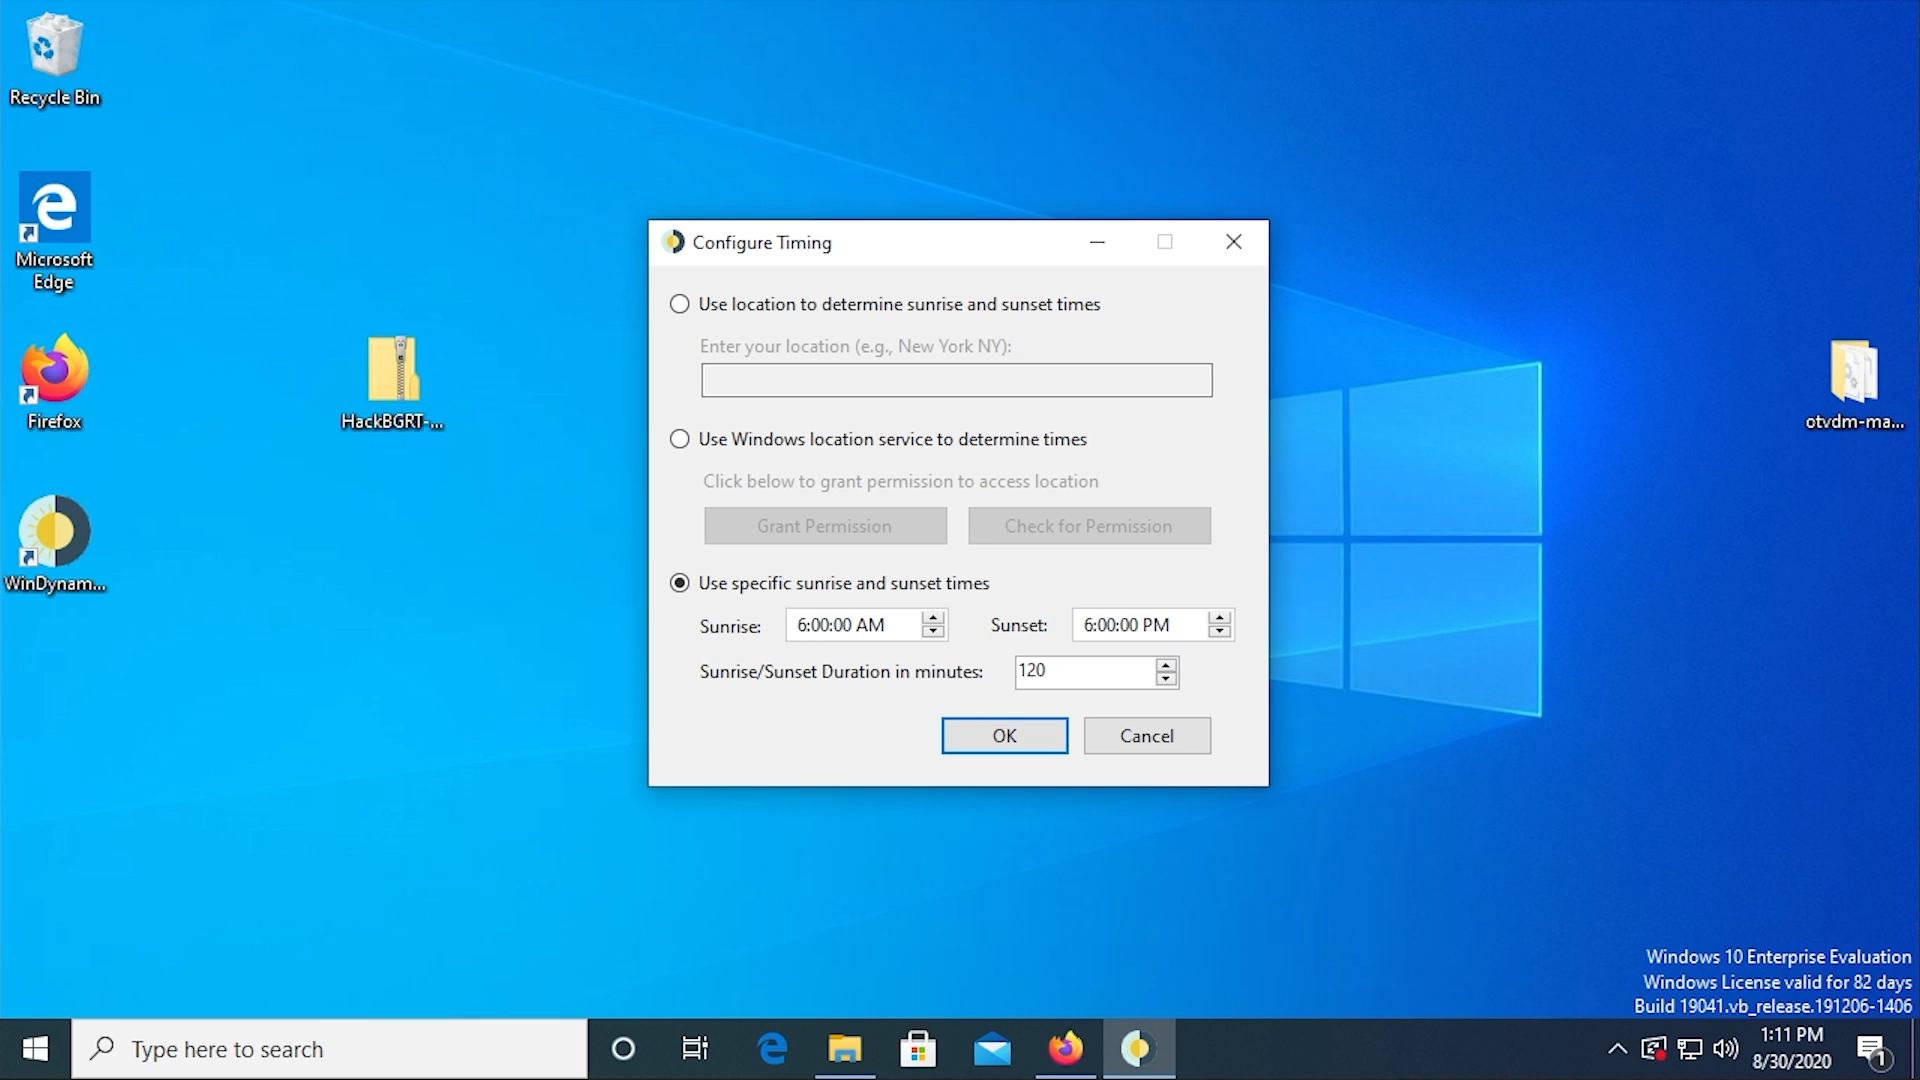 Recycle Bin
Microsoft
Edge
Firefox
HackBGRT-...
WinDynam...
otvdm-ma...
Configure Timing
Use location to determine sunrise and sunset times
Enter your location (e.g., New York NY):
Use Windows location service to determine times
Click below to grant permission to access location
Grant Permission
Check for Permission
Use specific sunrise and sunset times
Sunrise: 6:00:00 AM Sunset: 6:00:00 PM
Sunrise/Sunset Duration in minutes: 120
OK
Cancel
Windows 10 Enterprise Evaluation
Windows License valid for 82 days
Build 19041.vb_release.191206-1406
Type here to search
1:11 PM
8/30/2020
1